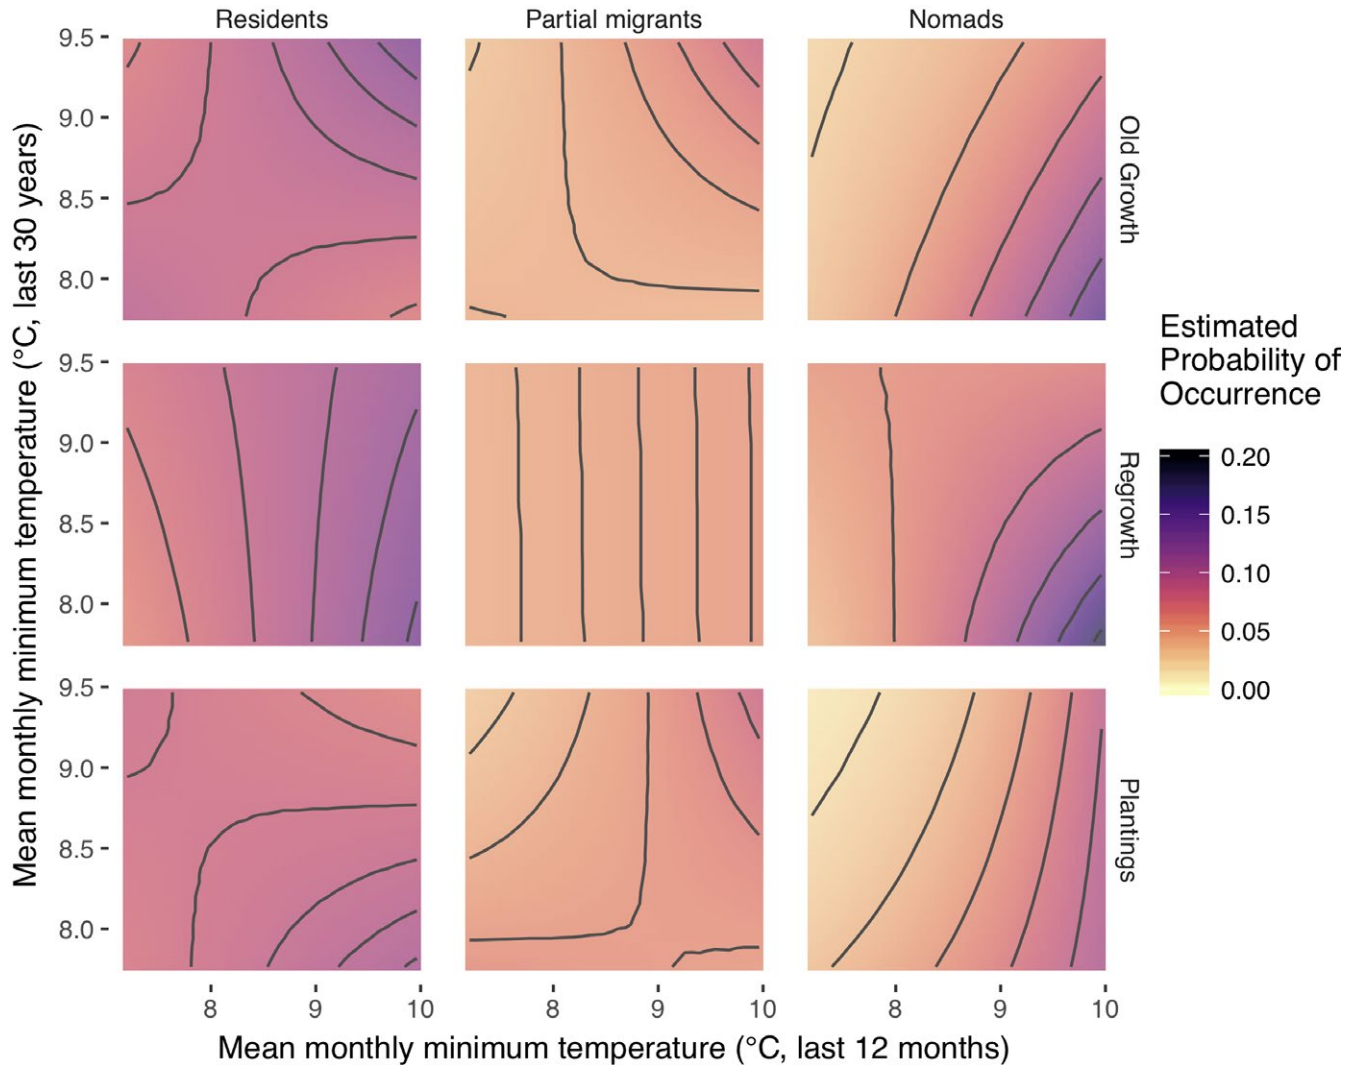 Residents
Partial migrants
Nomads
Mean monthly minimum temperature (°C, last 30 years)
9.5
9.0
8.5
8.0
Old Growth
9.5
9.0
8.5
8.0
Regrowth
9.5
9.0
8.5
8.0
Plantings
8
9
10
8
9
10
8
9
10
Mean monthly minimum temperature (°C, last 12 months)
Estimated
Probability of
Occurrence
0.20
0.15
0.10
0.05
0.00